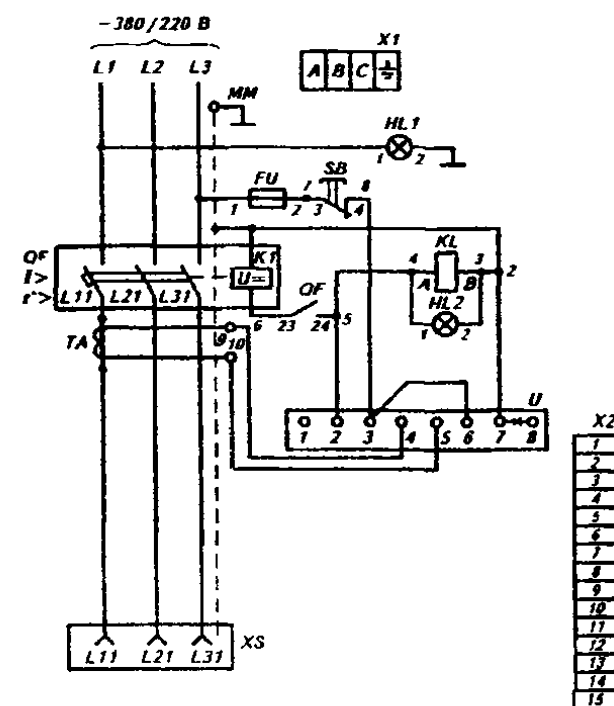 ~380/220 В
L1 L2 L3
X1
A B C
MM
HL1
1 2
FU SB
1 2 7 3 4 8
QF
I>
K1
U=
L11 L21 L31
KL
4 3 2
A B
HL2
1 2
QF
6 23 24 5
TA
9 10
U
1 2 3 4 5 6 7 8
X2
1
2
3
4
5
6
7
8
9
10
11
12
13
14
15
L11 L21 L31
XS